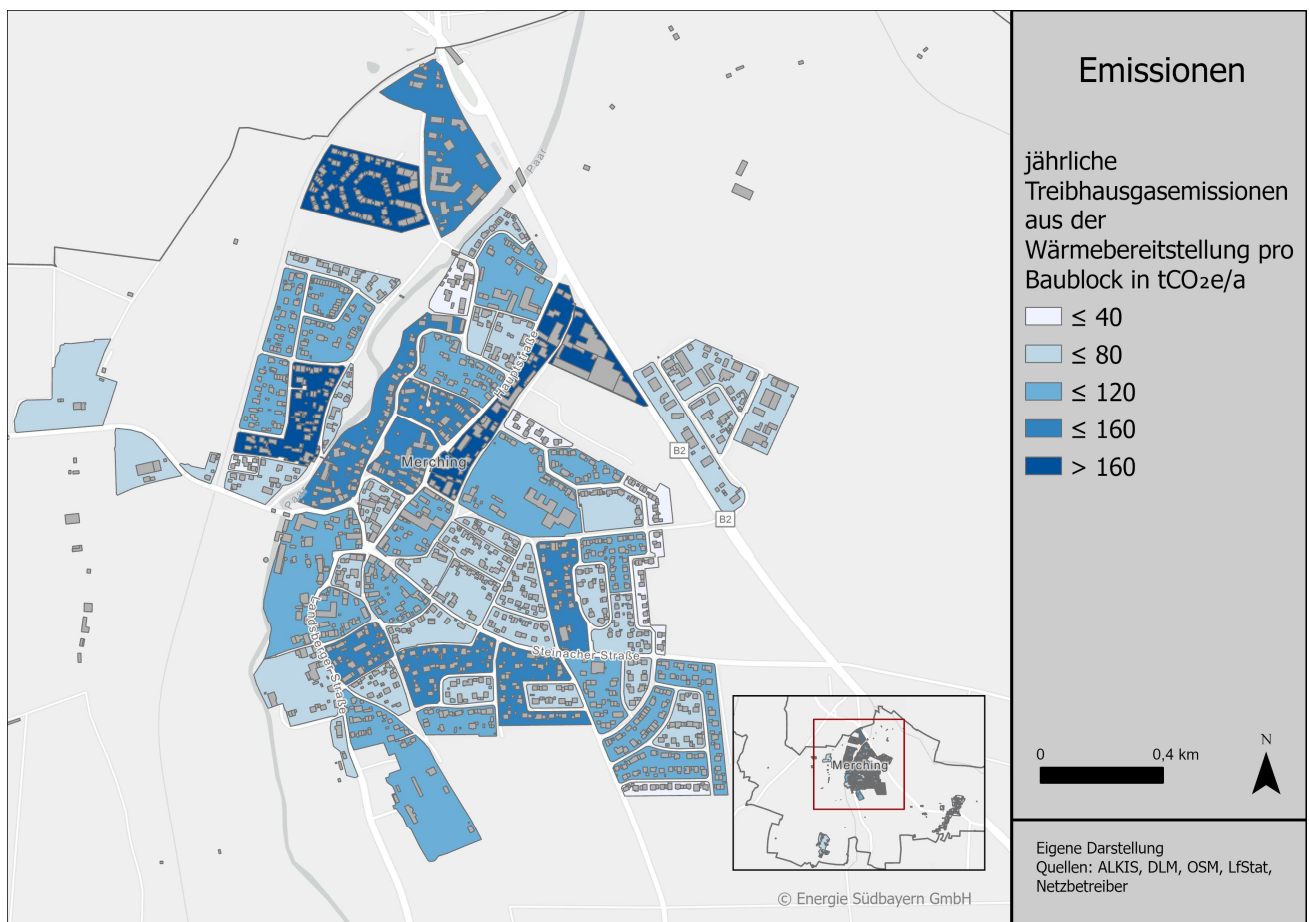 Emissionen
jährliche
Treibhausgasemissionen
aus der
Wärmebereitstellung pro
Baublock in tCO₂e/a
≤ 40
≤ 80
≤ 120
≤ 160
> 160
0 0,4 km
N
Eigene Darstellung
Quellen: ALKIS, DLM, OSM, LfStat,
Netzbetreiber
Paar
Hauptstraße
Merching
B2
Paar
B2
Landsberger-Straße
Steinacher-Straße
Merching
© Energie Südbayern GmbH